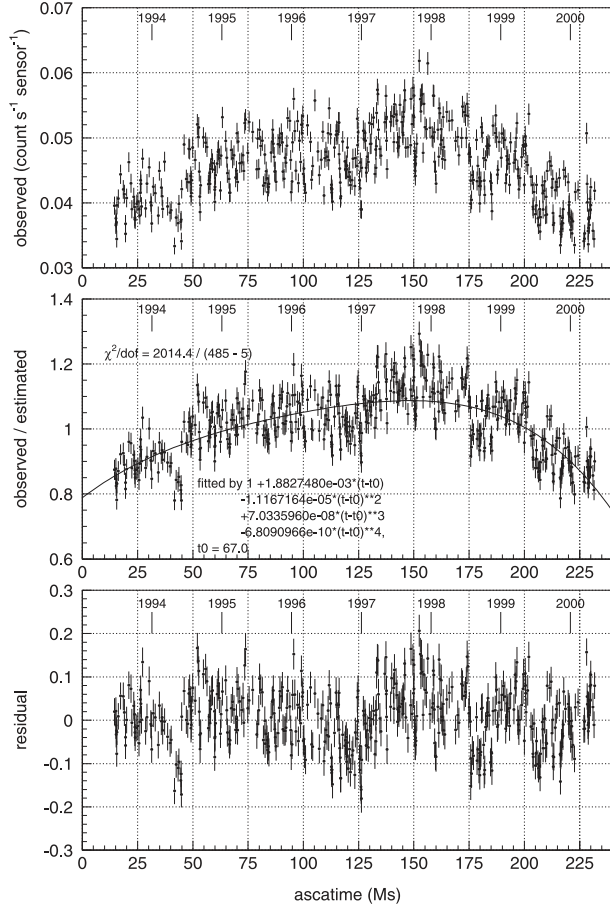 1994 1995 1996 1997 1998 1999 2000
0.07
0.06
0.05
0.04
0.03
observed (count s-1 sensor-1)
0 25 50 75 100 125 150 175 200 225
1994 1995 1996 1997 1998 1999 2000
1.4
1.2
1
0.8
0.6
observed / estimated
χ2/dof = 2014.4 / (485 - 5)
fitted by 1 +1.8827480e-03*(t-t0)
-1.1167164e-05*(t-t0)**2
+7.0335960e-08*(t-t0)**3
-6.8090966e-10*(t-t0)**4,
t0 = 67.0
0 25 50 75 100 125 150 175 200 225
1994 1995 1996 1997 1998 1999 2000
0.3
0.2
0.1
0
-0.1
-0.2
-0.3
residual
0 25 50 75 100 125 150 175 200 225
ascatime (Ms)